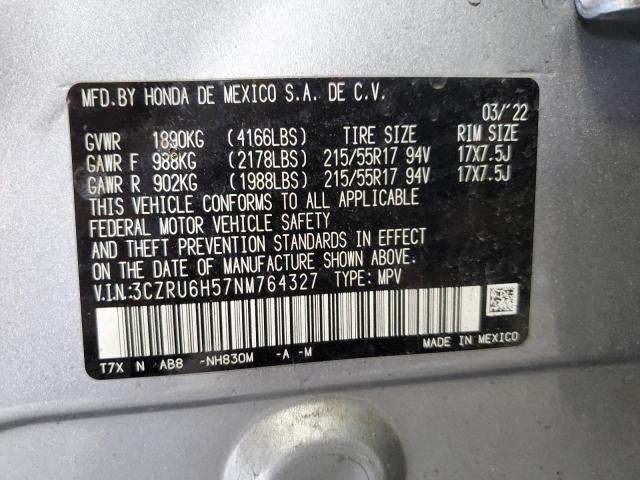 MFD.BY HONDA DE MEXICO S.A. DE C.V.
03/'22
GVWR 1890KG (4166LBS) TIRE SIZE RIM SIZE
GAWR F 988KG (2178LBS) 215/55R17 94V 17X7.5J
GAWR R 902KG (1988LBS) 215/55R17 94V 17X7.5J
THIS VEHICLE CONFORMS TO ALL APPLICABLE
FEDERAL MOTOR VEHICLE SAFETY
AND THEFT PREVENTION STANDARDS IN EFFECT
ON THE DATE OF MANUFACTURE SHOWN ABOVE.
V.I.N.:3CZRU6H57NM764327 TYPE: MPV
MADE IN MEXICO
T7X N AB8 -NH830M -A -M